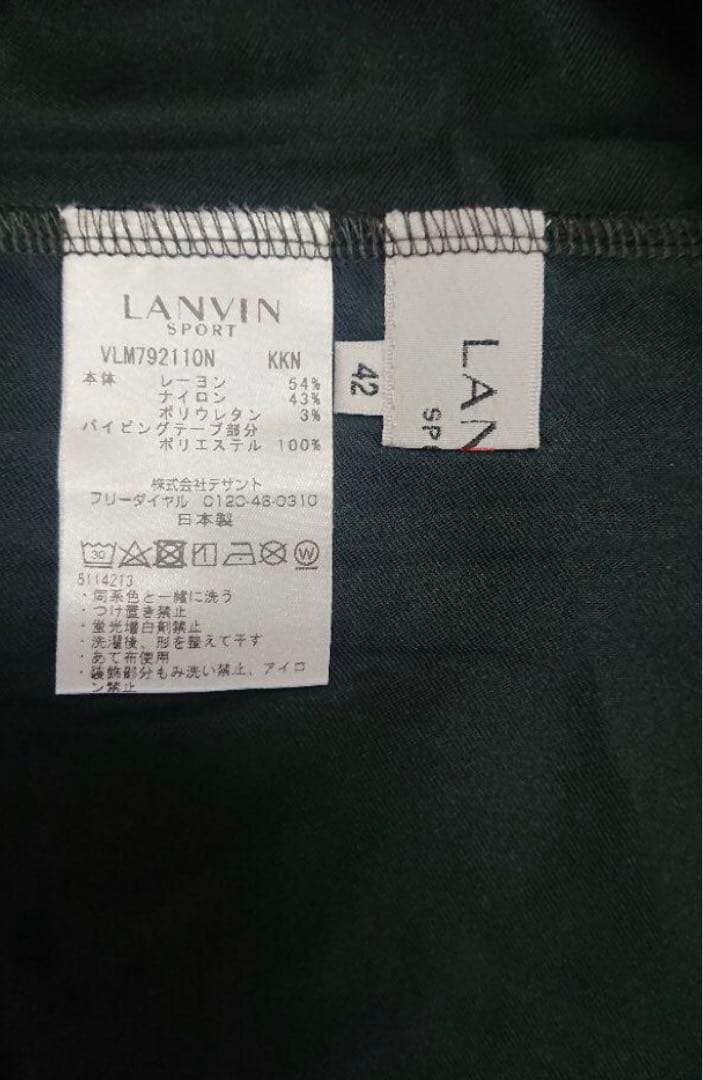 LANVIN
SPORT
VLM792110N KKN
本体 レーヨン 54%
ナイロン 43%
ポリウレタン 3%
パイピングテープ部分
ポリエステル 100%
株式会社デサント
フリーダイヤル 0120-46-0310
日本製
30 W
5114213
・同系色と一緒に洗う
・つけ置き禁止
・蛍光増白剤禁止
・洗濯後、形を整えて干す
・あて布使用
・装飾部分もみ洗い禁止、アイロ
ン禁止
42
LAN
SP